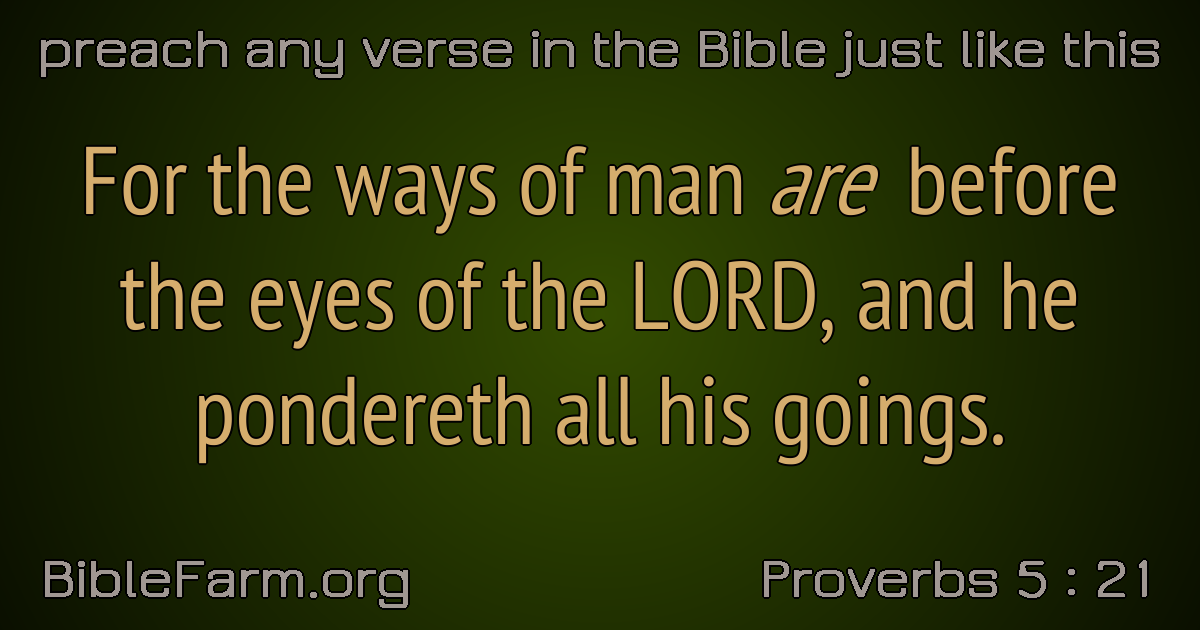 preach any verse in the Bible just like this
For the ways of man are before
the eyes of the LORD, and he
pondereth all his goings.
BibleFarm.org
Proverbs 5 : 21